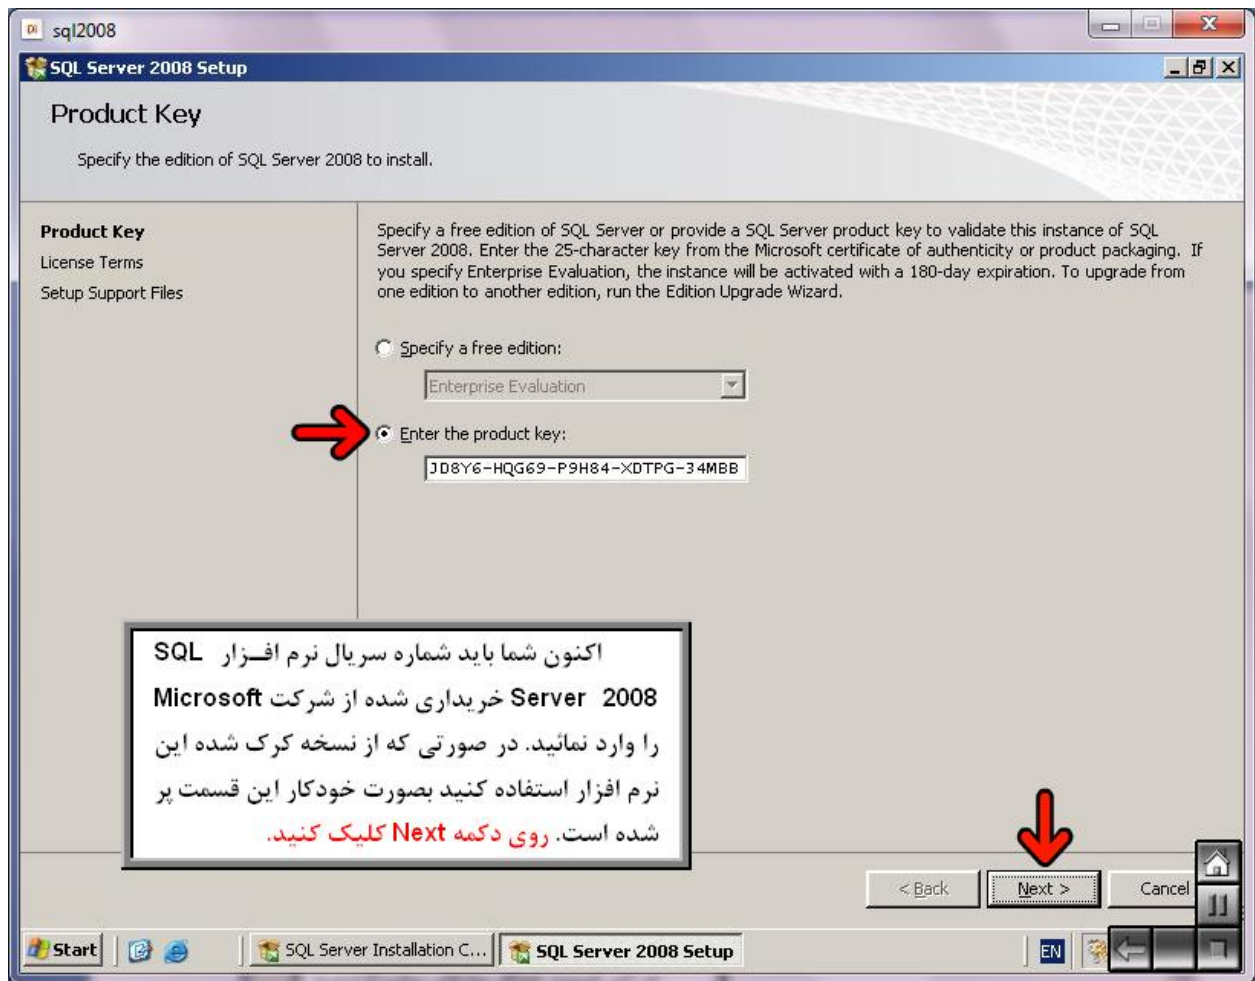 sql2008
SQL Server 2008 Setup
Product Key
Specify the edition of SQL Server 2008 to install.
Product Key
License Terms
Setup Support Files
Specify a free edition of SQL Server or provide a SQL Server product key to validate this instance of SQL
Server 2008. Enter the 25-character key from the Microsoft certificate of authenticity or product packaging. If
you specify Enterprise Evaluation, the instance will be activated with a 180-day expiration. To upgrade from
one edition to another edition, run the Edition Upgrade Wizard.
Specify a free edition:
Enterprise Evaluation
Enter the product key:
JD8Y6-HQG69-P9H84-XDTPG-34MBB
اکنون شما باید شماره سریال نرم افــزار SQL
Server 2008 خریداری شده از شرکت Microsoft
را وارد نمائید. در صورتی که از نسخه کرک شده این
نرم افزار استفاده کنید بصورت خودکار این قسمت پر
شده است. روی دکمه Next کلیک کنید.
< Back
Next >
Cancel
Start
SQL Server Installation C...
SQL Server 2008 Setup
EN